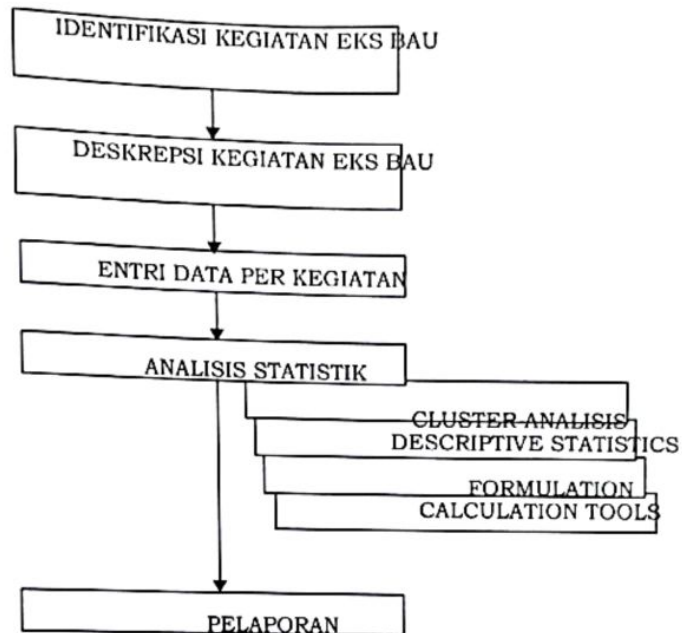 IDENTIFIKASI KEGIATAN EKS BAU
DESKREPSI KEGIATAN EKS BAU
ENTRI DATA PER KEGIATAN
ANALISIS STATISTIK
CLUSTER ANALISIS
DESCRIPTIVE STATISTICS
FORMULATION
CALCULATION TOOLS
PELAPORAN